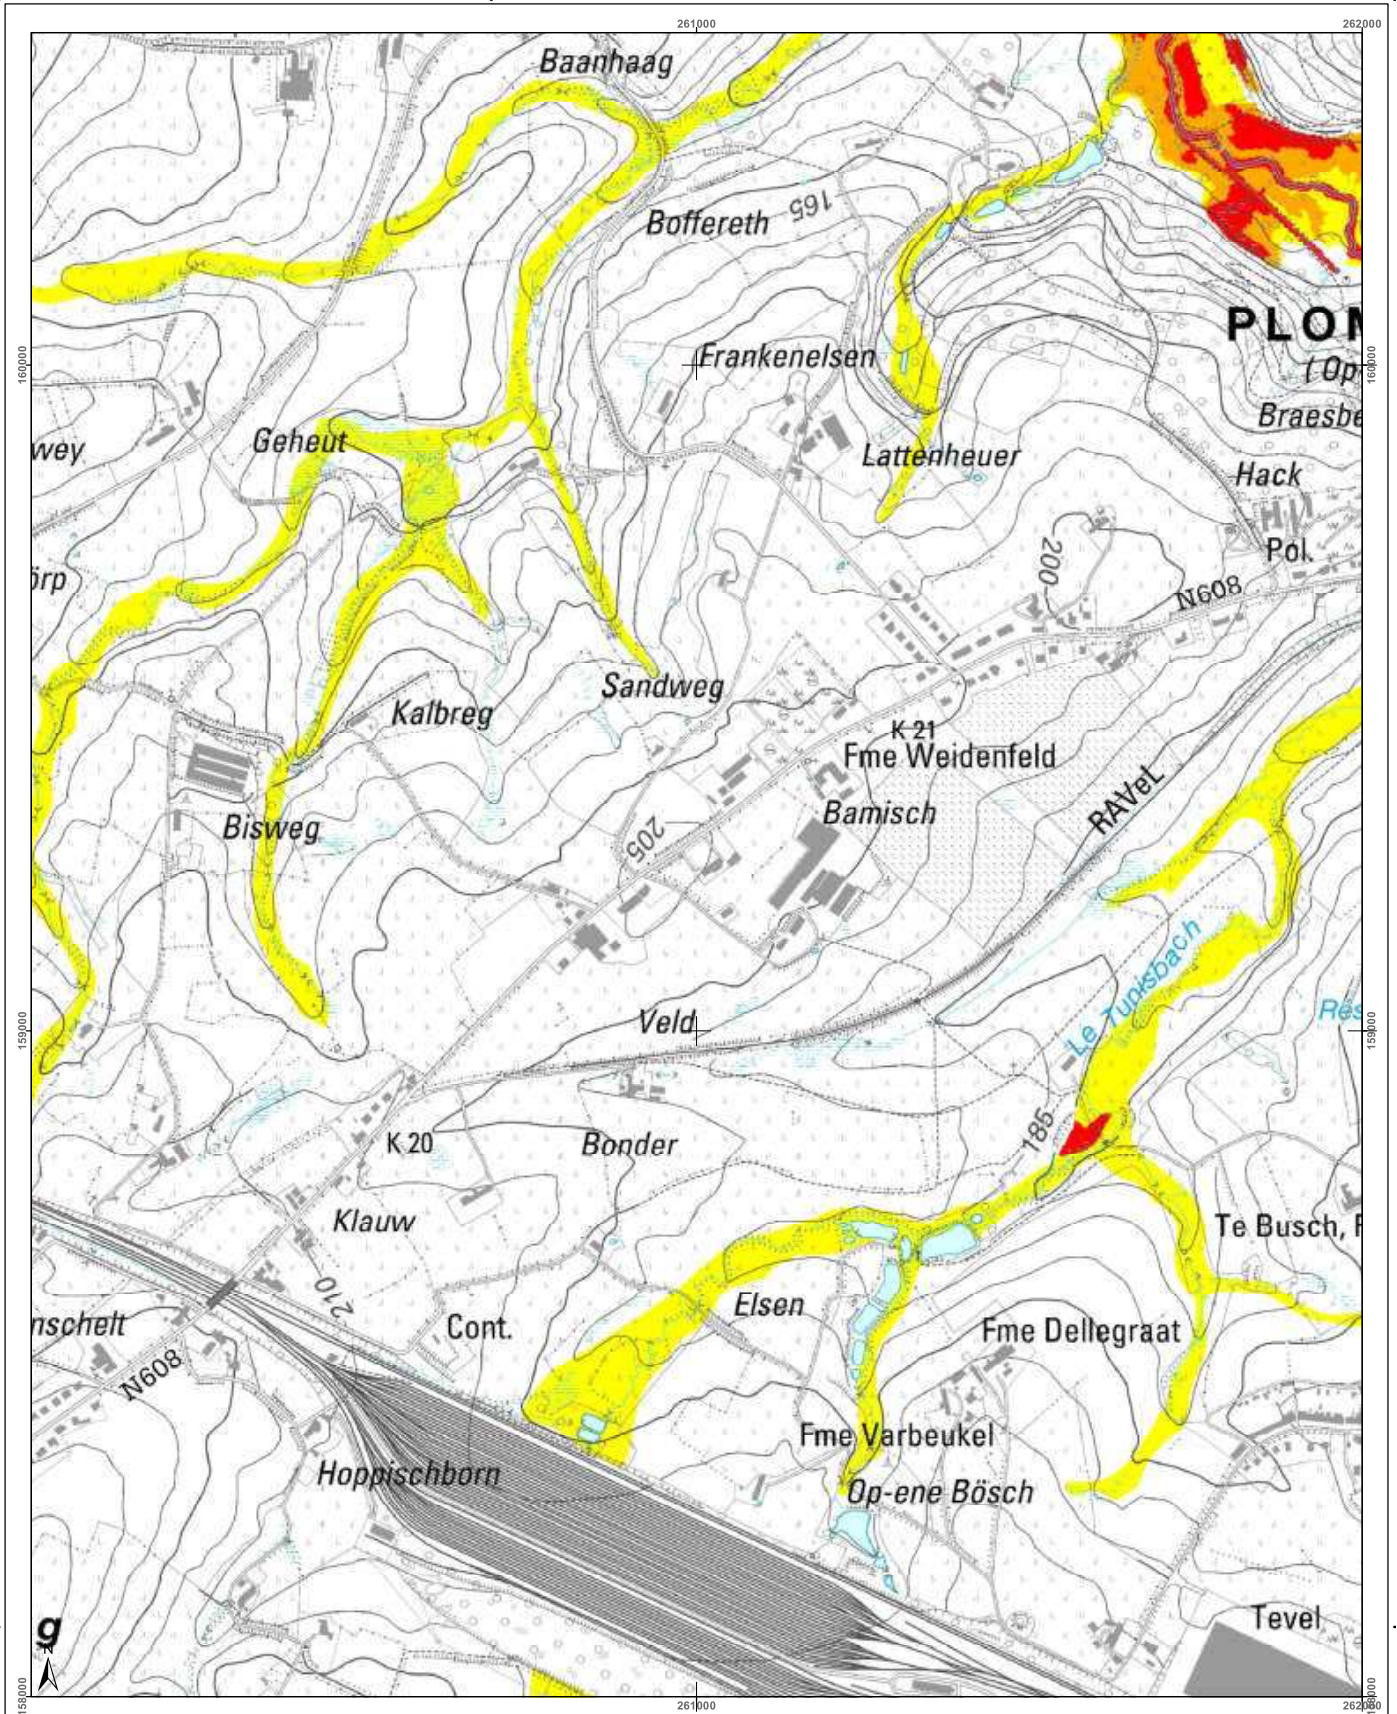 261000
262000
Baanhaag
Boffereth
165
PLOM
160000
Frankenelsen
160000
(Op
Braesbe
wey
Geheut
Lattenheuer
Hack
200
Pol.
örp
N608
Sandweg
Kalbreg
K 21
Fme Weidenfeld
RAVeL
Bisweg
205
Bamisch
Le Tunisbach
159000
Veld
Res
159000
185
K 20
Bonder
Klauw
Te Busch, F
210
Elsen
nschelt
Cont.
Fme Dellegraat
N608
Fme Varbeukel
Hoppischborn
Op-ene Bösch
Tevel
g
N
158000
261000
262000
158000